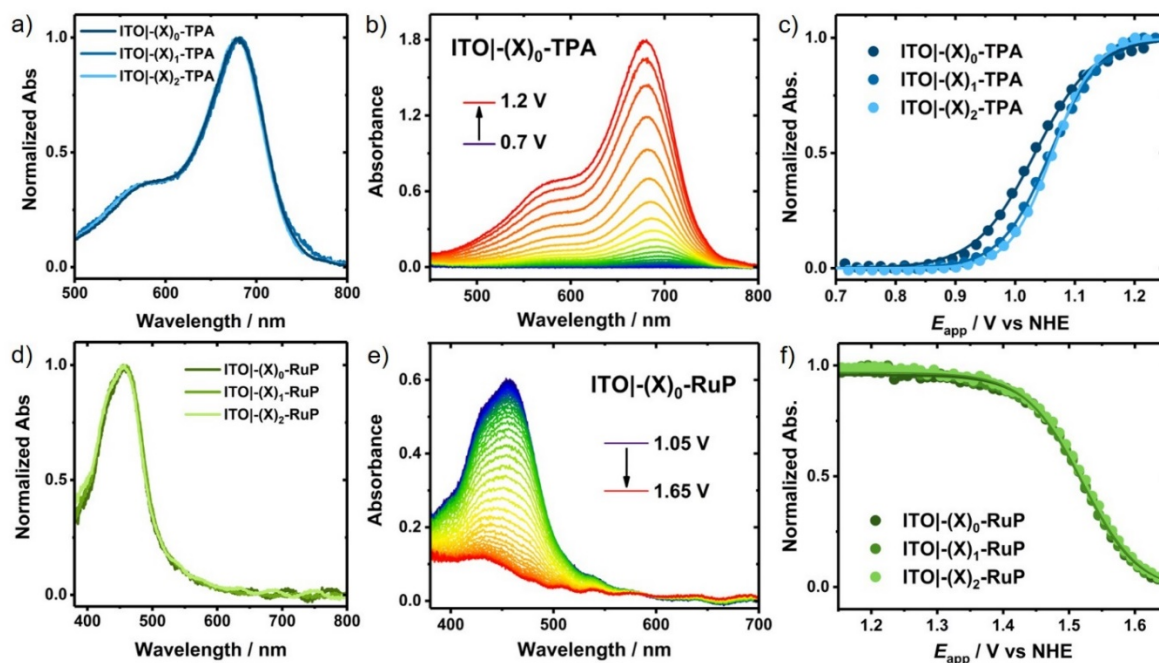 a)
ITO|-(X)₀-TPA
ITO|-(X)₁-TPA
ITO|-(X)₂-TPA
Normalized Abs
1.0
0.5
0.0
500 600 700 800
Wavelength / nm
b)
ITO|-(X)₀-TPA
1.2 V
0.7 V
Absorbance
1.8
1.2
0.6
0.0
500 600 700 800
Wavelength / nm
c)
ITO|-(X)₀-TPA
ITO|-(X)₁-TPA
ITO|-(X)₂-TPA
Normalized Abs.
1.0
0.5
0.0
0.7 0.8 0.9 1.0 1.1 1.2
Eapp / V vs NHE
d)
ITO|-(X)₀-RuP
ITO|-(X)₁-RuP
ITO|-(X)₂-RuP
Normalized Abs.
1.0
0.5
0.0
400 500 600 700 800
Wavelength / nm
e)
ITO|-(X)₀-RuP
1.05 V
1.65 V
Absorbance
0.6
0.4
0.2
0.0
400 500 600 700
Wavelength / nm
f)
ITO|-(X)₀-RuP
ITO|-(X)₁-RuP
ITO|-(X)₂-RuP
Normalized Abs.
1.0
0.5
0.0
1.2 1.3 1.4 1.5 1.6
Eapp / V vs NHE